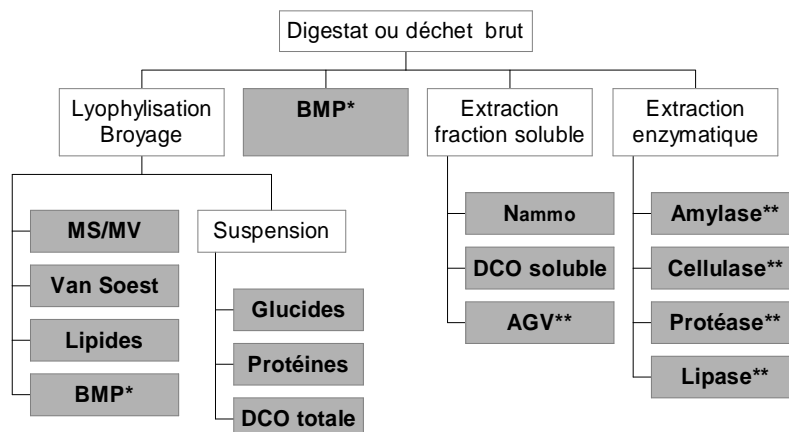 Digestat ou déchet brut
Lyophylisation
Broyage
BMP*
Extraction
fraction soluble
Extraction
enzymatique
MS/MV
Van Soest
Lipides
BMP*
Suspension
Glucides
Protéines
DCO totale
Nammo
DCO soluble
AGV**
Amylase**
Cellulase**
Protéase**
Lipase**